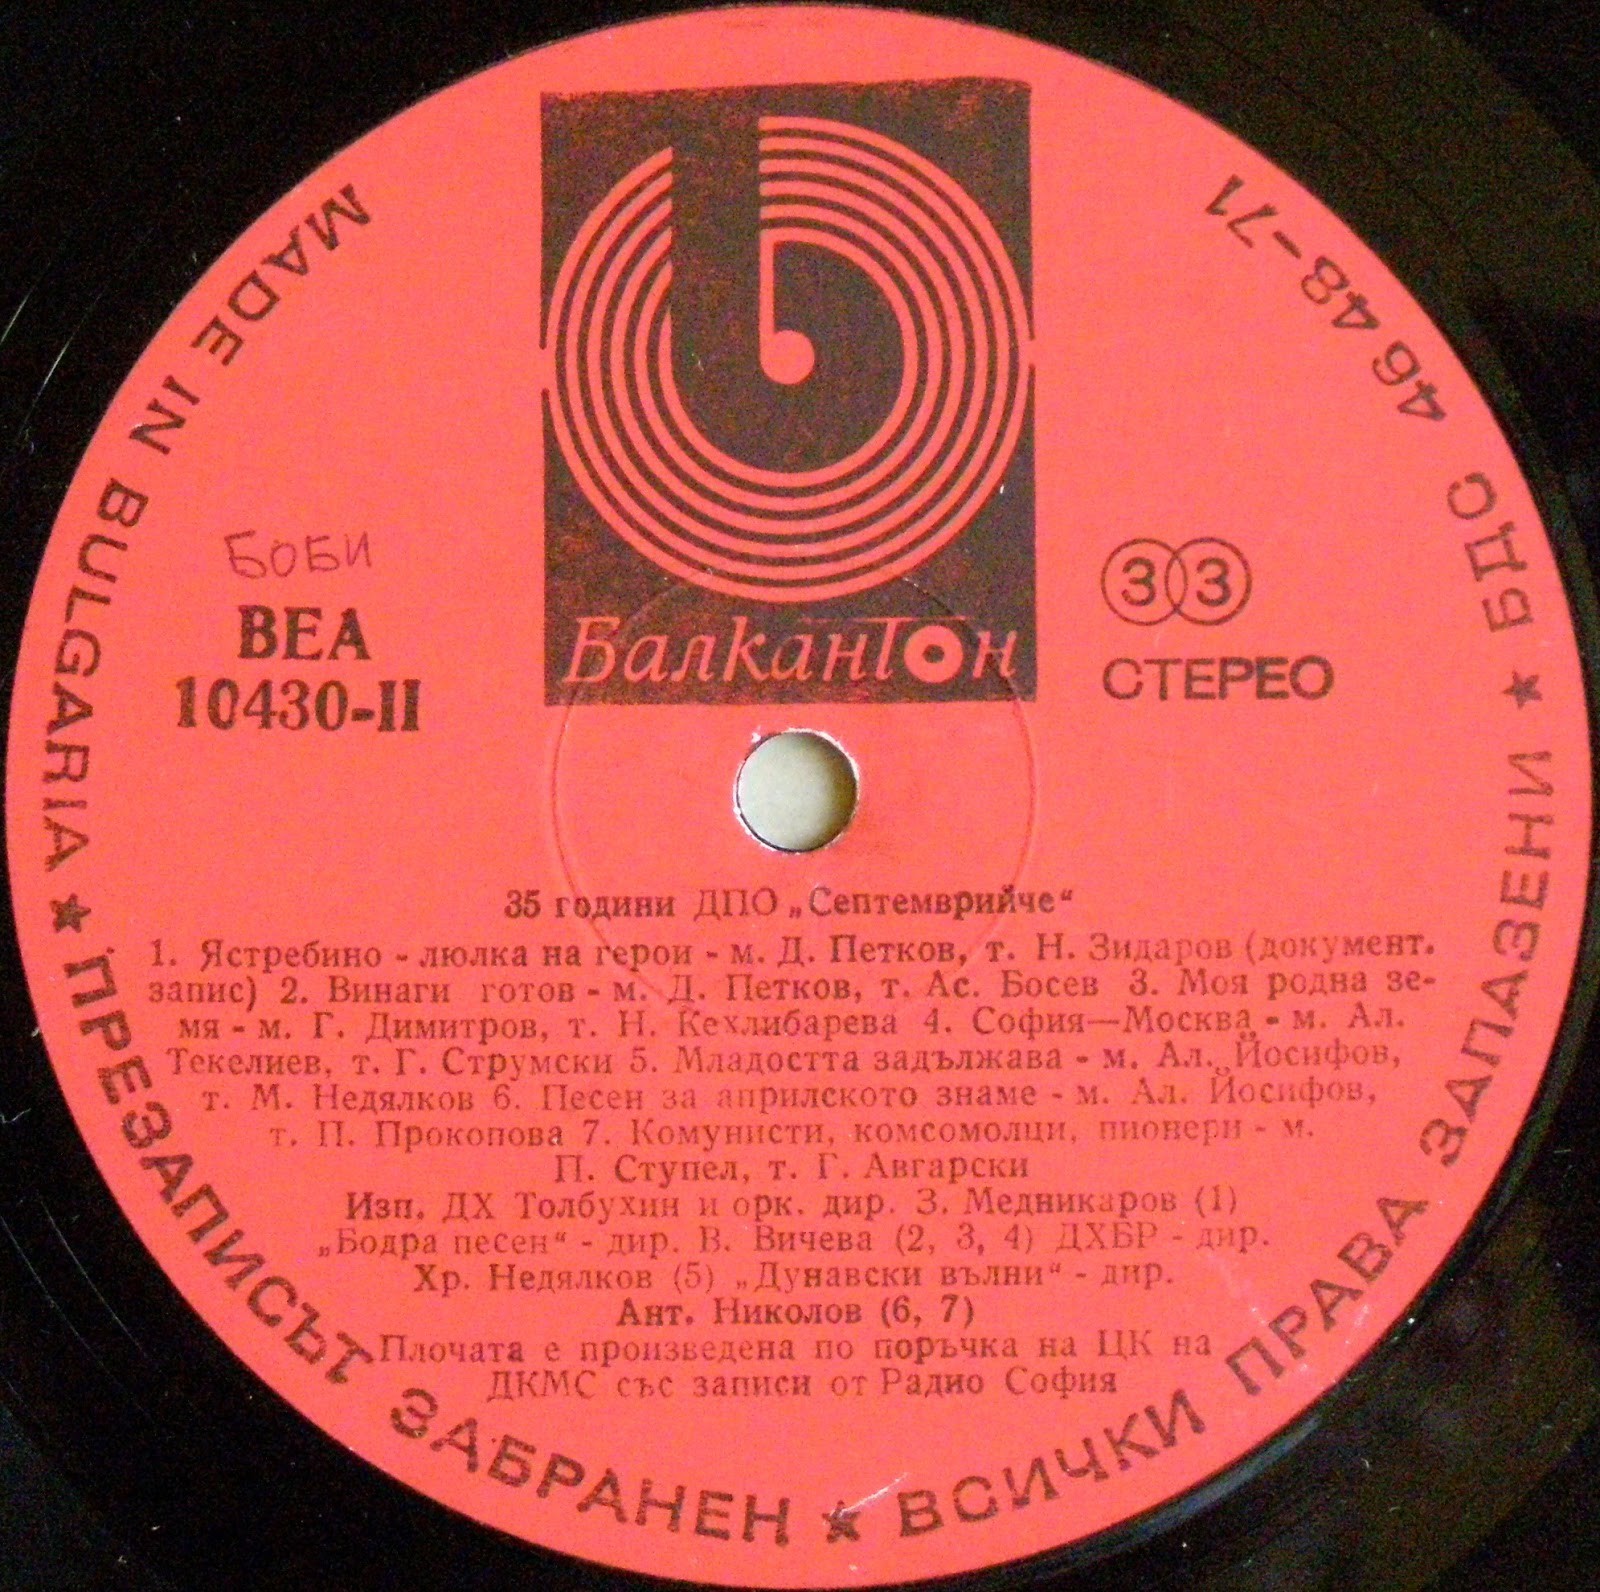 MADE IN BULGARIA ★ ПРЕЗАПИСЪТ ЗАБРАНЕН ★ ВСИЧКИ ПРАВА ЗАПАЗЕНИ ★ БДС 4648-71
Балкантон
БОБИ
ВЕА
10430-II
33
СТЕРЕО
35 години ДПО „Септемврийче“
1. Ястребино - люлка на герои - м. Д. Петков, т. Н. Зидаров (документ.
запис) 2. Винаги готов - м. Д. Петков, т. Ас. Босев 3. Моя родна зе-
мя - м. Г. Димитров, т. Н. Кехлибарева 4. София—Москва - м. Ал.
Текелиев, т. Г. Струмски 5. Младостта задължава - м. Ал. Йосифов,
т. М. Недялков 6. Песен за априлското знаме - м. Ал. Йосифов,
т. П. Прокопова 7. Комунисти, комсомолци, пионери - м.
П. Ступел, т. Г. Авгарски
Изп. ДХ Толбухин и орк. дир. З. Медникаров (1)
„Бодра песен“ - дир. В. Вичева (2, 3, 4) ДХБР - дир.
Хр. Недялков (5) „Дунавски вълни“ - дир.
Ант. Николов (6, 7)
Плочата е произведена по поръчка на ЦК на
ДКМС със записи от Радио София